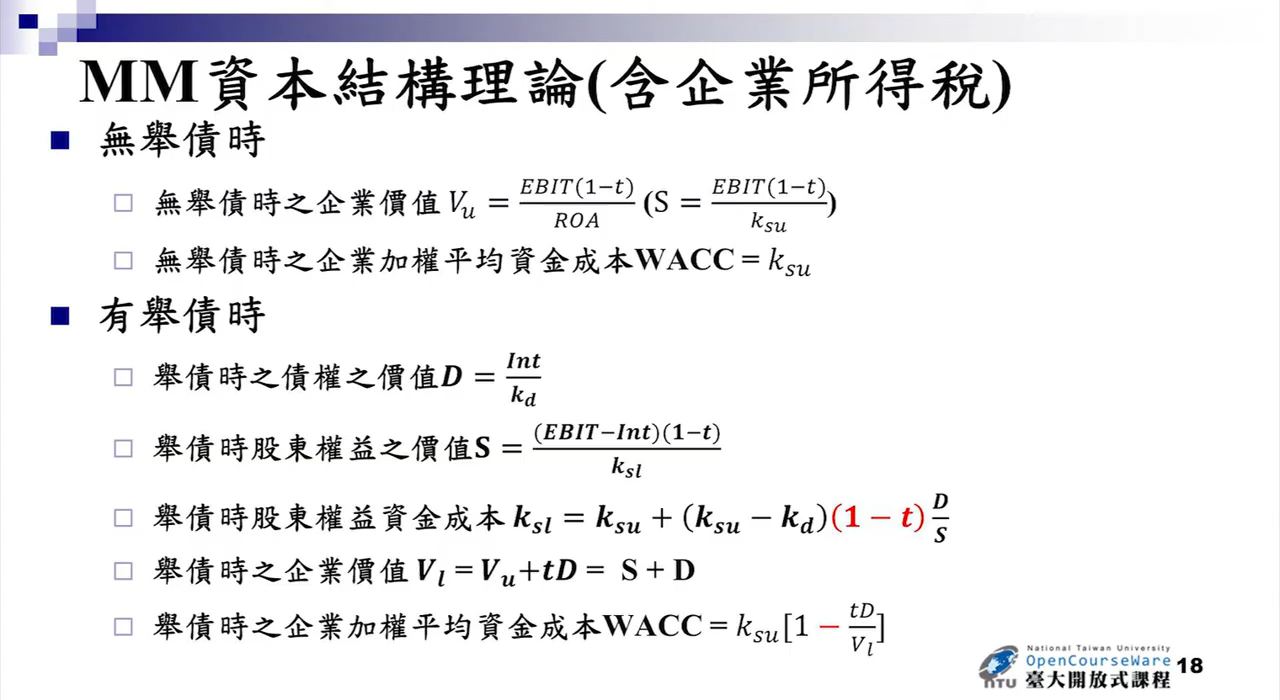 MM資本結構理論(含企業所得稅)
無舉債時
無舉債時之企業價值 V_u = EBIT(1−t)/ROA (S = EBIT(1−t)/k_su)
無舉債時之企業加權平均資金成本WACC = k_su
有舉債時
舉債時之債權之價值D = Int/k_d
舉債時股東權益之價值S = (EBIT−Int)(1−t)/k_sl
舉債時股東權益資金成本 k_sl = k_su + (k_su − k_d)(1 − t) D/S
舉債時之企業價值 V_l = V_u+tD = S + D
舉債時之企業加權平均資金成本WACC = k_su[1 − tD/V_l]
National Taiwan University
OpenCourseWare
NTU 臺大開放式課程
18